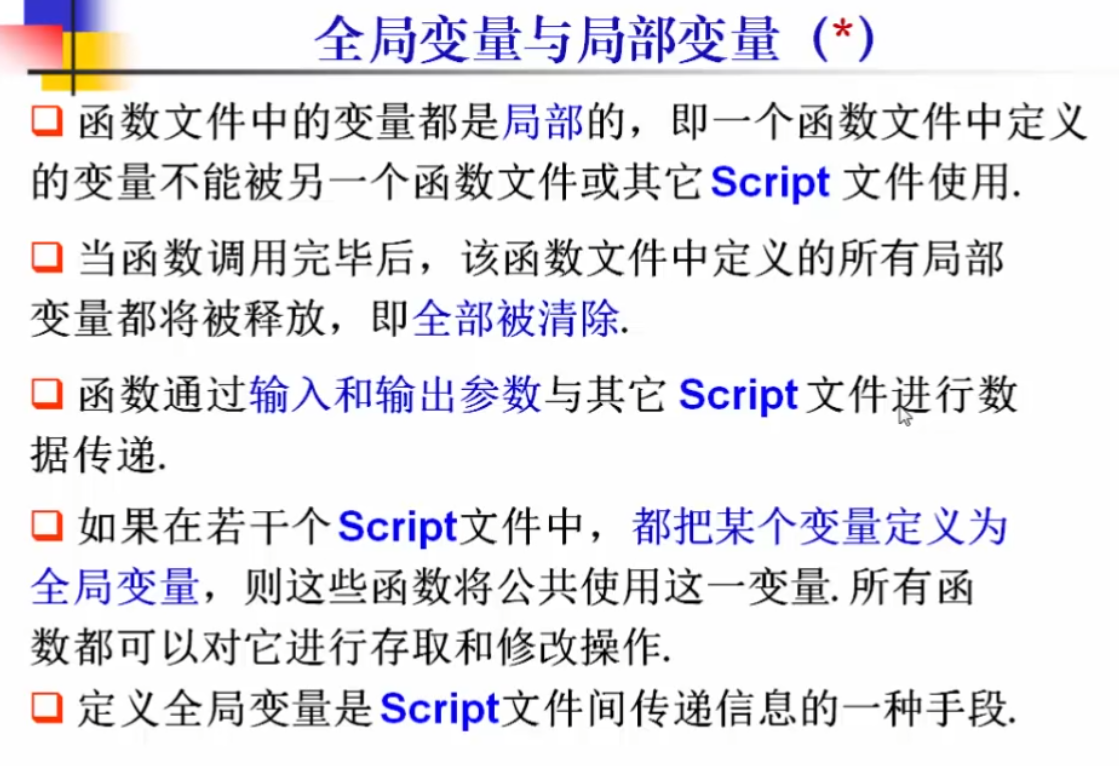 全局变量与局部变量（*）
❑ 函数文件中的变量都是局部的，即一个函数文件中定义
的变量不能被另一个函数文件或其它 Script 文件使用.
❑ 当函数调用完毕后，该函数文件中定义的所有局部
变量都将被释放，即全部被清除.
❑ 函数通过输入和输出参数与其它 Script 文件进行数
据传递.
❑ 如果在若干个Script文件中，都把某个变量定义为
全局变量，则这些函数将公共使用这一变量. 所有函
数都可以对它进行存取和修改操作.
❑ 定义全局变量是Script文件间传递信息的一种手段.